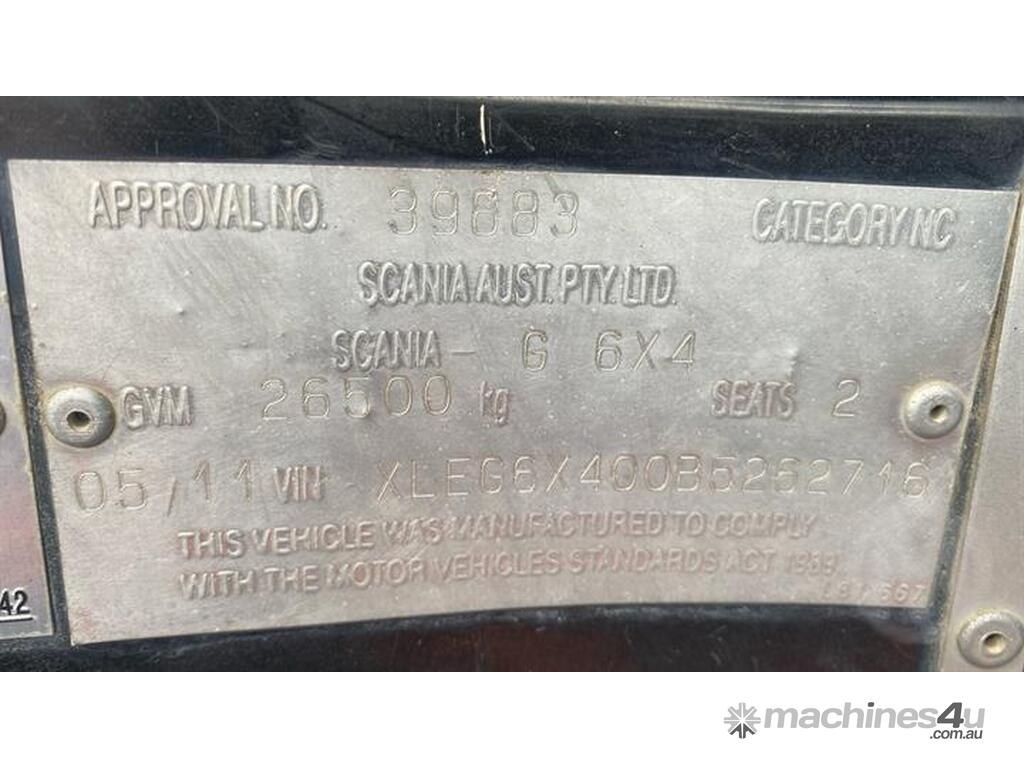 APPROVAL NO. 39883 CATEGORY NC
SCANIA AUST. PTY. LTD.
SCANIA - G 6X4
GVM 26500 kg SEATS 2
05/11 VIN XLEG6X400B5262716
THIS VEHICLE WAS MANUFACTURED TO COMPLY
WITH THE MOTOR VEHICLES STANDARDS ACT 1989.
42
machines4u
.com.au